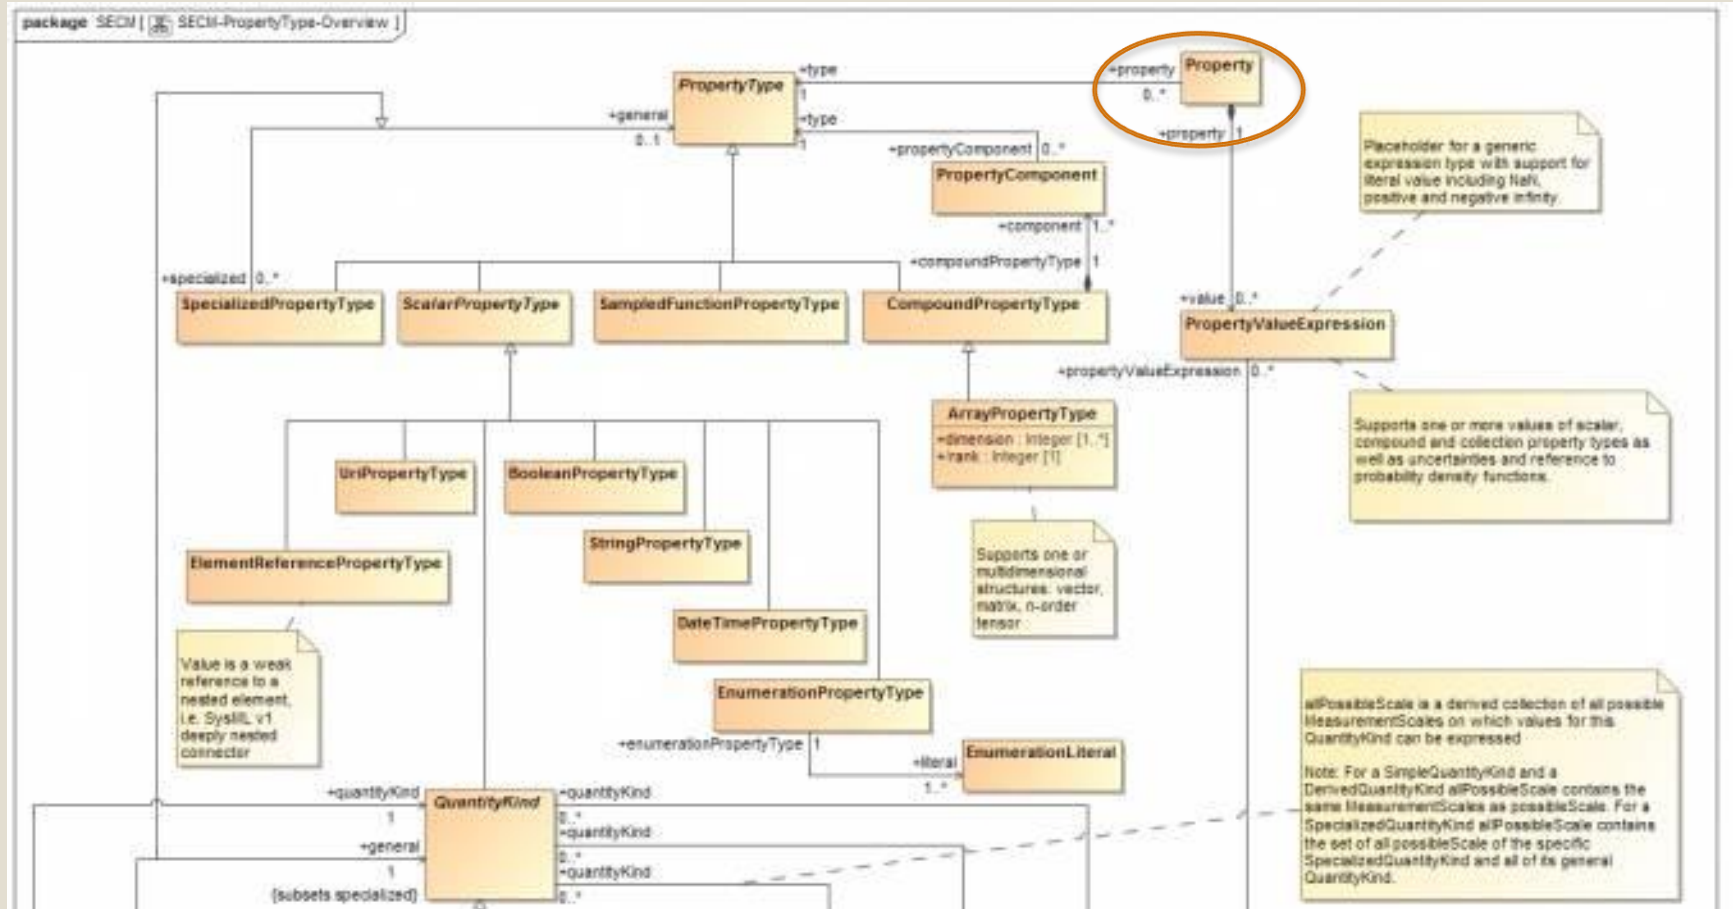 package SECM [ SECM-PropertyType-Overview ]
Property
PropertyType
+type
1
+property
0..*
+type
1
+general
0..1
+property 1
+propertyComponent 0..*
PropertyComponent
Placeholder for a generic
expression type with support for
literal value including NaN,
positive and negative infinity.
+component 1..*
+compoundPropertyType 1
+specialized 0..*
+value 0..*
SpecializedPropertyType
ScalarPropertyType
SampledFunctionPropertyType
CompoundPropertyType
PropertyValueExpression
+propertyValueExpression 0..*
ArrayPropertyType
+dimension : Integer [1..*]
+/rank : Integer [1]
Supports one or more values of scalar,
compound and collection property types as
well as uncertainties and reference to
probability density functions.
UriPropertyType
BooleanPropertyType
StringPropertyType
ElementReferencePropertyType
Supports one or
multidimensional
structures: vector,
matrix, n-order
tensor
DateTimePropertyType
Value is a weak
reference to a
nested element,
i.e. SysML v1
deeply nested
connector
EnumerationPropertyType
+enumerationPropertyType 1
+literal
1..*
EnumerationLiteral
allPossibleScale is a derived collection of all possible
MeasurementScales on which values for this
QuantityKind can be expressed
Note: For a SimpleQuantityKind and a
DerivedQuantityKind allPossibleScale contains the
same MeasurementScales as possibleScale. For a
SpecializedQuantityKind allPossibleScale contains
the set of all possibleScale of the specific
SpecializedQuantityKind and all of its general
QuantityKind.
+quantityKind
1
QuantityKind
+quantityKind
0..*
+quantityKind
0..*
+general
1
+quantityKind
0..*
{subsets specialized}